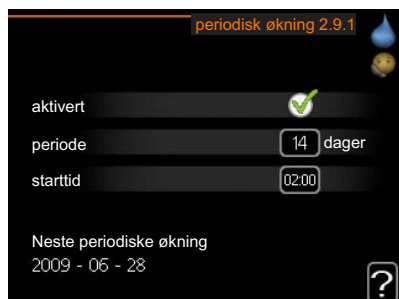 periodisk økning 2.9.1
aktivert
periode 14 dager
starttid 02:00
Neste periodiske økning
2009 - 06 - 28
?